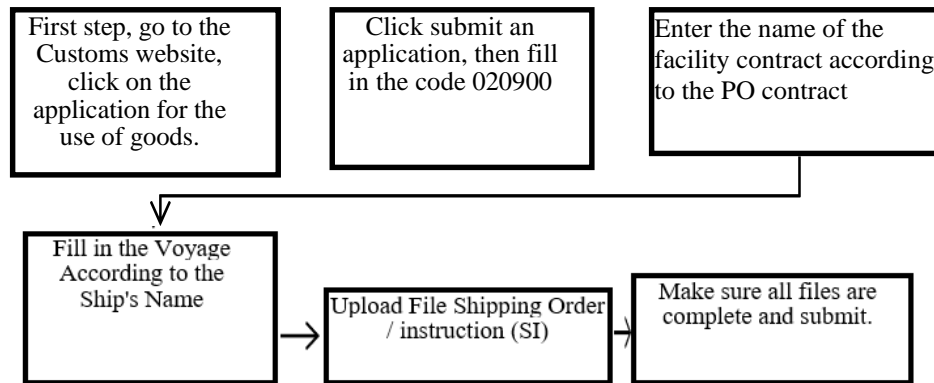 First step, go to the
Customs website,
click on the
application for the
use of goods.
Click submit an
application, then fill
in the code 020900
Enter the name of the
facility contract according
to the PO contract
Fill in the Voyage
According to the
Ship's Name
Upload File Shipping Order
/ instruction (SI)
Make sure all files are
complete and submit.